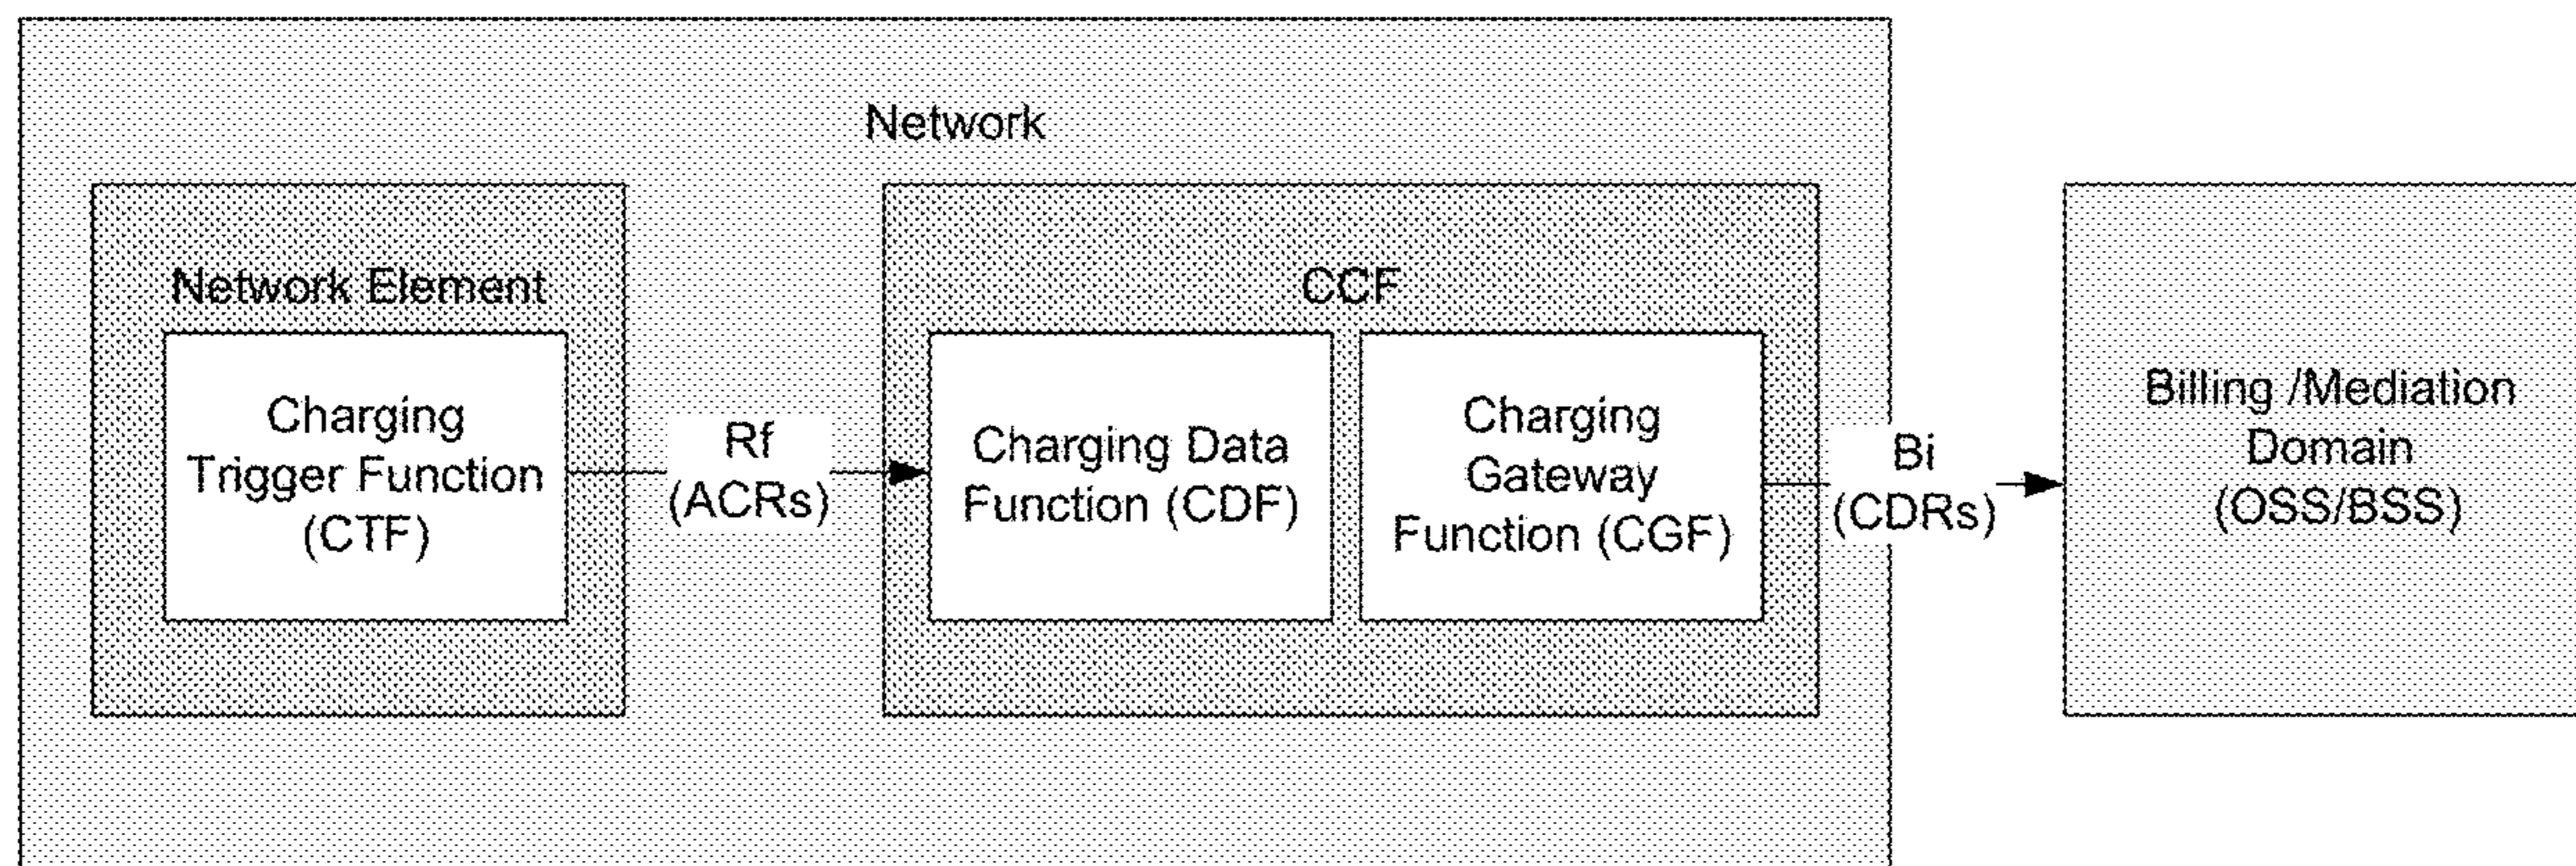 Network
Network Element
Charging
Trigger Function
(CTF)
Rf
(ACRs)
CCF
Charging Data
Function (CDF)
Charging
Gateway
Function (CGF)
Bi
(CDRs)
Billing /Mediation
Domain
(OSS/BSS)